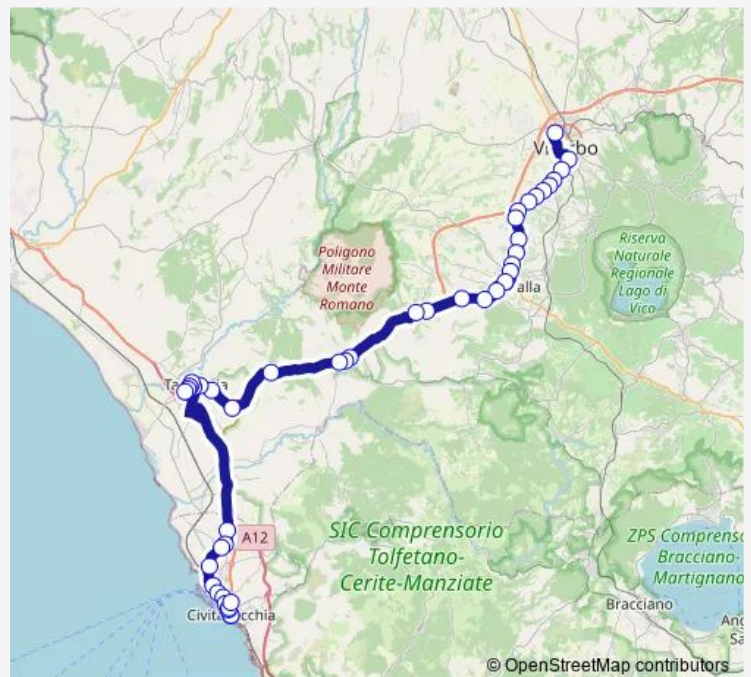 Poligono
Militare
Monte
Romano
Riserva
Naturale
Regionale
Lago di
Vico
A12
SIC Comprensorio
Tolfetano-
Cerite-Manziate
ZPS Comprenso
Bracciano-
Martignano
Bracciano
© OpenStreetMap contributors